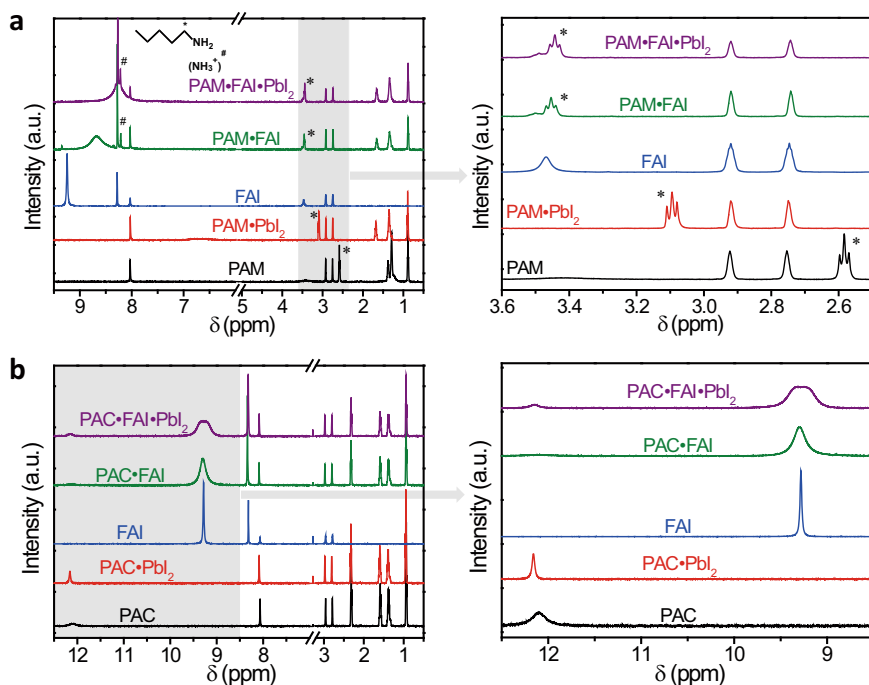 a
*
NH₂
#
(NH₃⁺)
#
*
PAM•FAI•PbI₂
#
*
PAM•FAI
FAI
*
PAM•PbI₂
*
PAM
Intensity (a.u.)
9 8 7 6 5 4 3 2 1
δ (ppm)
*
PAM•FAI•PbI₂
*
PAM•FAI
FAI
*
PAM•PbI₂
*
PAM
Intensity (a.u.)
3.6 3.4 3.2 3.0 2.8 2.6
δ (ppm)
b
PAC•FAI•PbI₂
PAC•FAI
FAI
PAC•PbI₂
PAC
Intensity (a.u.)
12 11 10 9 8 3 2 1
δ (ppm)
PAC•FAI•PbI₂
PAC•FAI
FAI
PAC•PbI₂
PAC
Intensity (a.u.)
12 11 10 9
δ (ppm)